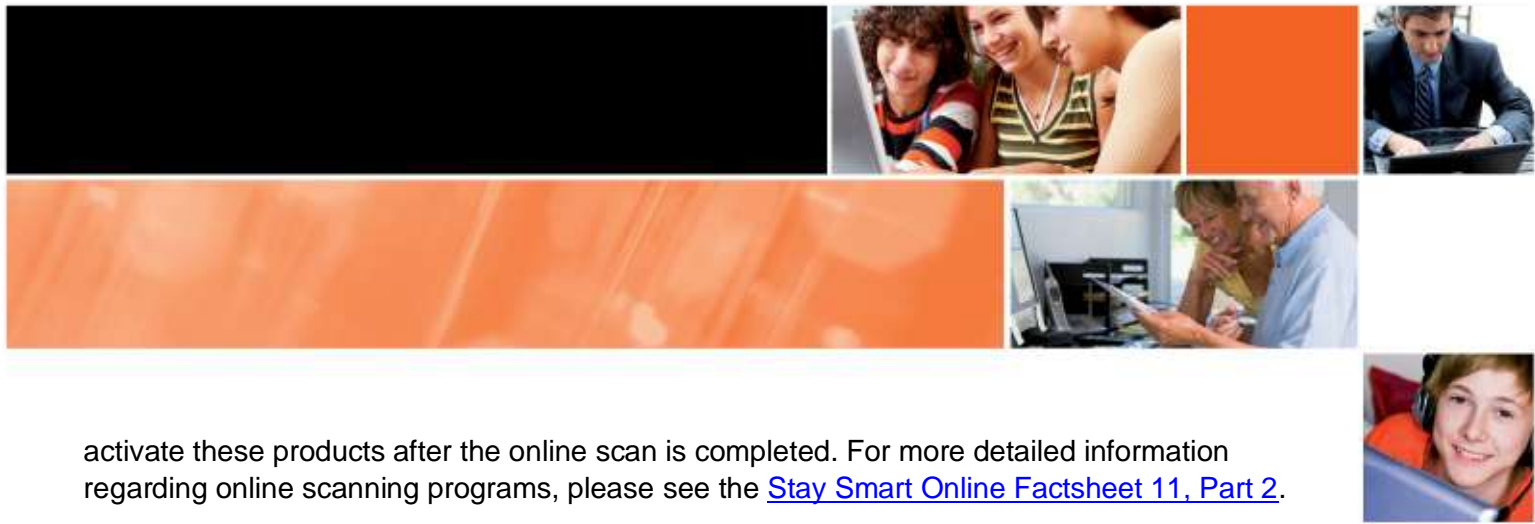 activate these products after the online scan is completed. For more detailed information
regarding online scanning programs, please see the Stay Smart Online Factsheet 11, Part 2.